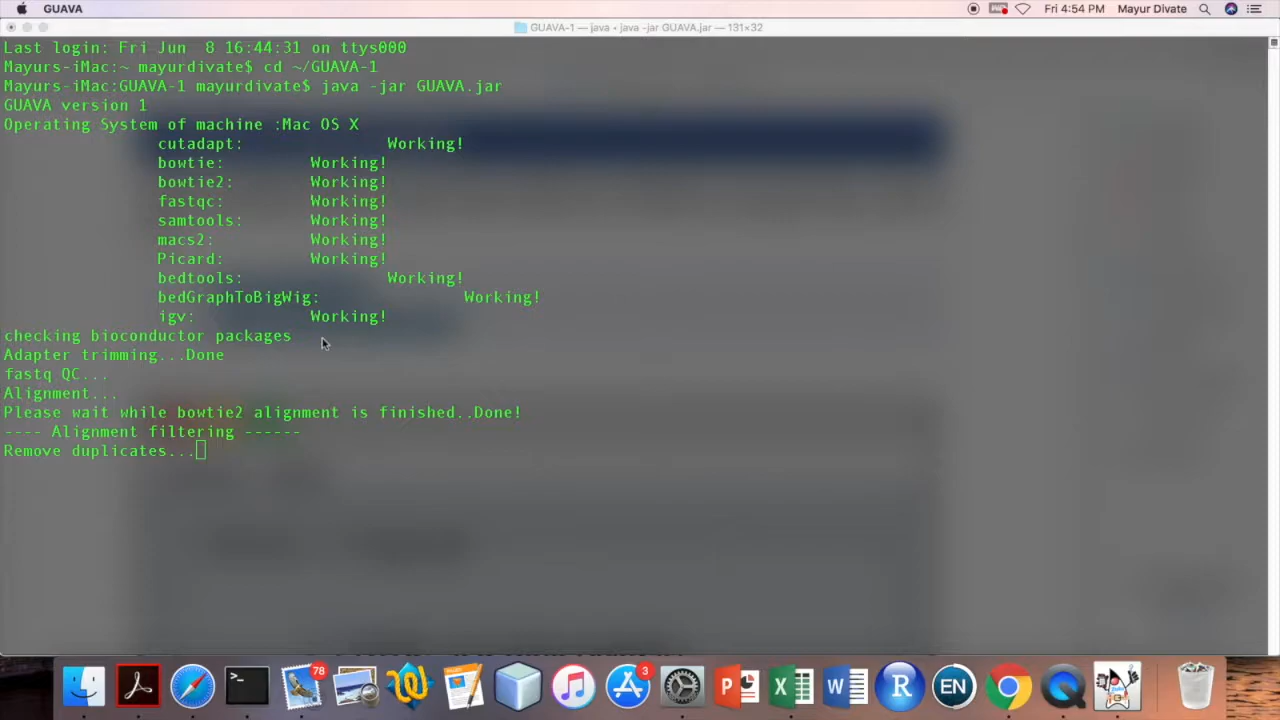 GUAVA
Fri 4:54 PM Mayur Divate
GUAVA-1 — java • java -jar GUAVA.jar — 131×32
Last login: Fri Jun  8 16:44:31 on ttys000
Mayurs-iMac:~ mayurdivate$ cd ~/GUAVA-1
Mayurs-iMac:GUAVA-1 mayurdivate$ java -jar GUAVA.jar
GUAVA version 1
Operating System of machine :Mac OS X
cutadapt: Working!
bowtie: Working!
bowtie2: Working!
fastqc: Working!
samtools: Working!
macs2: Working!
Picard: Working!
bedtools: Working!
bedGraphToBigWig: Working!
igv: Working!
checking bioconductor packages
Adapter trimming...Done
fastq QC...
Alignment...
Please wait while bowtie2 alignment is finished..Done!
---- Alignment filtering ------
Remove duplicates...
78
3
P
X
W
R
EN